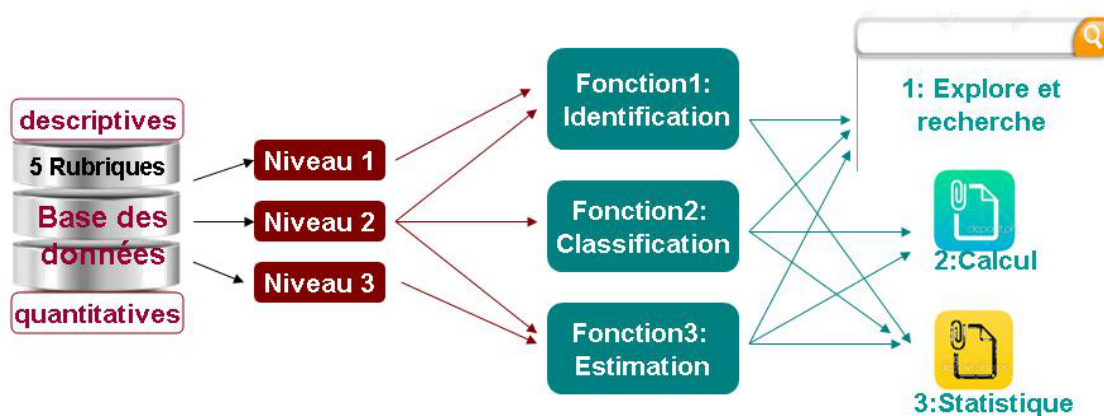 descriptives
5 Rubriques
Base des
données
quantitatives
Niveau 1
Niveau 2
Niveau 3
Fonction1:
Identification
Fonction2:
Classification
Fonction3:
Estimation
1: Explore et
recherche
2:Calcul
3:Statistique